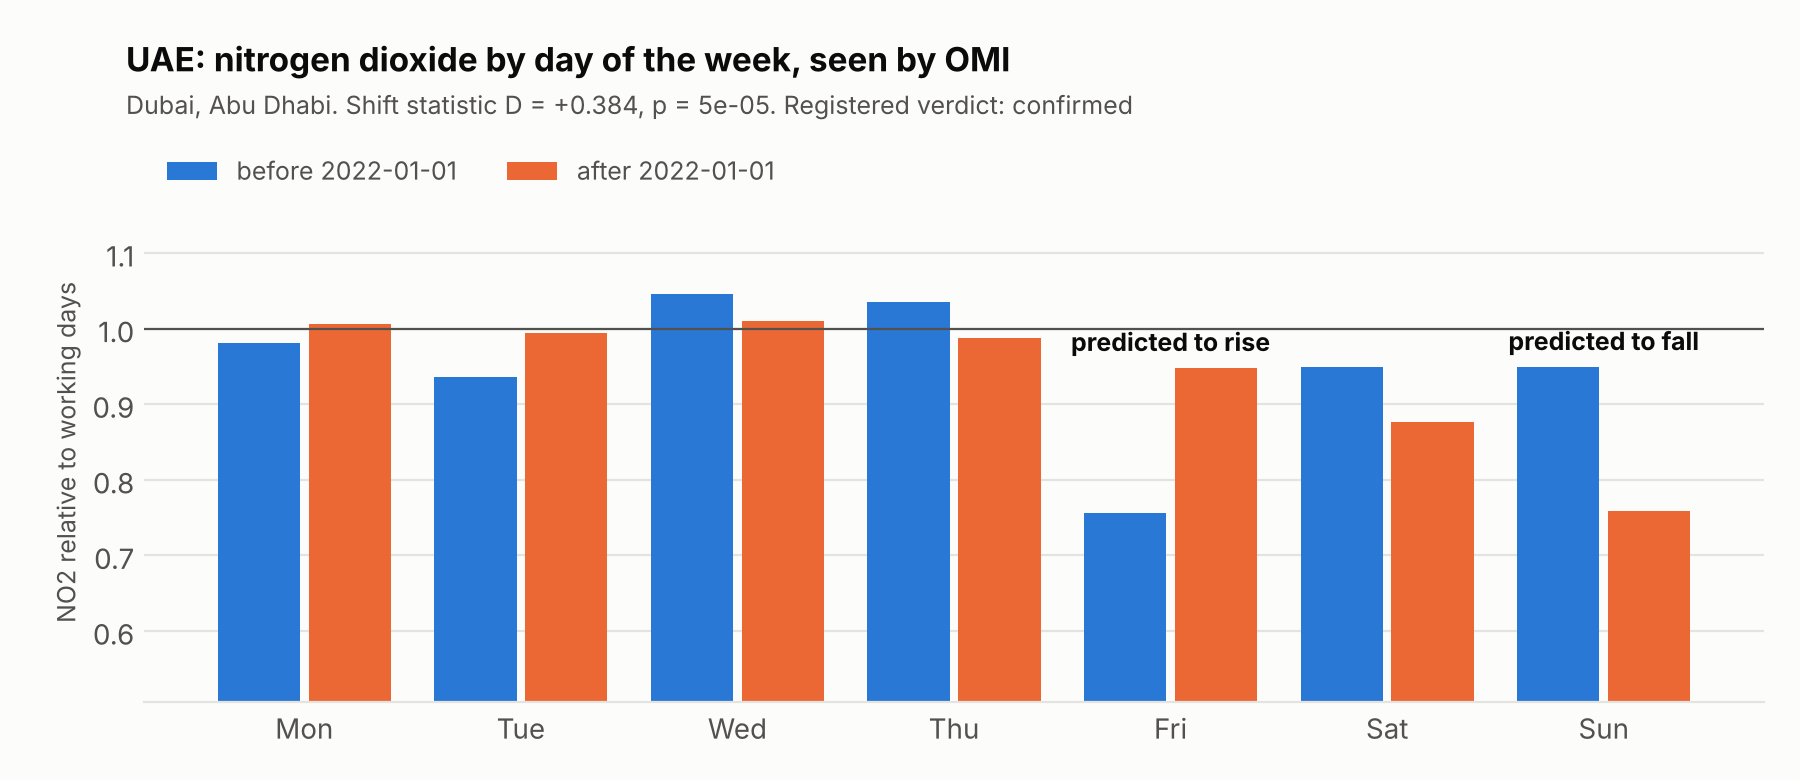 UAE: nitrogen dioxide by day of the week, seen by OMI
Dubai, Abu Dhabi. Shift statistic D = +0.384, p = 5e-05. Registered verdict: confirmed
before 2022-01-01
after 2022-01-01
NO2 relative to working days
1.1
1.0
0.9
0.8
0.7
0.6
predicted to rise
predicted to fall
Mon
Tue
Wed
Thu
Fri
Sat
Sun